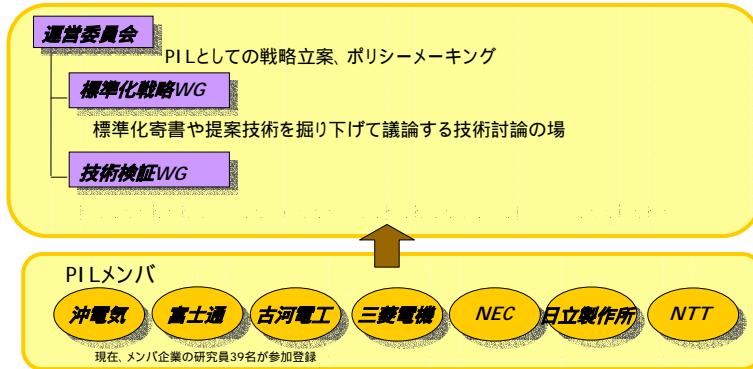 運営委員会
PILとしての戦略立案、ポリシーメーキング
標準化戦略WG
標準化寄書や提案技術を掘り下げて議論する技術討論の場
技術検証WG
PILメンバ
沖電気 富士通 古河電工 三菱電機 NEC 日立製作所 NTT
現在、メンバ企業の研究員39名が参加登録